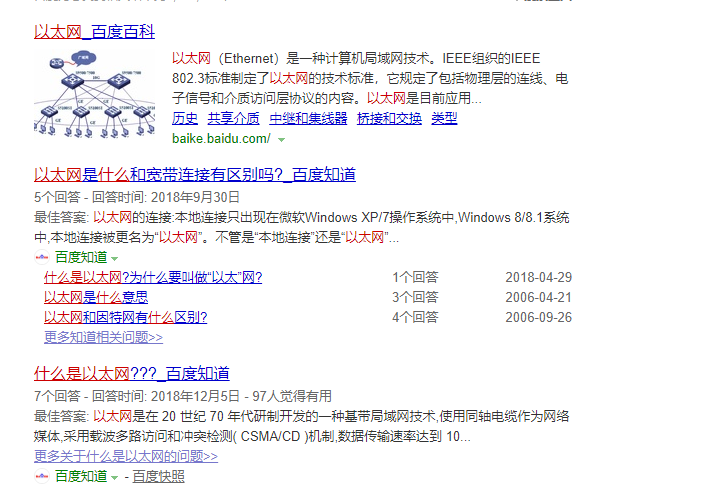 以太网_百度百科
以太网（Ethernet）是一种计算机局域网技术。IEEE组织的IEEE
802.3标准制定了以太网的技术标准，它规定了包括物理层的连线、电
子信号和介质访问层协议的内容。以太网是目前应用...
历史 共享介质 中继和集线器 桥接和交换 类型
baike.baidu.com/
以太网是什么和宽带连接有区别吗?_百度知道
5个回答 - 回答时间: 2018年9月30日
最佳答案: 以太网的连接:本地连接只出现在微软Windows XP/7操作系统中,Windows 8/8.1系统
中,本地连接被更名为“以太网”。不管是“本地连接”还是“以太网”...
百度知道
什么是以太网?为什么要叫做“以太”网? 1个回答 2018-04-29
以太网是什么意思 3个回答 2006-04-21
以太网和因特网有什么区别? 4个回答 2006-09-26
更多知道相关问题>>
什么是以太网???_百度知道
7个回答 - 回答时间: 2018年12月5日 - 97人觉得有用
最佳答案: 以太网是在 20 世纪 70 年代研制开发的一种基带局域网技术,使用同轴电缆作为网络
媒体,采用载波多路访问和冲突检测( CSMA/CD )机制,数据传输速率达到 10...
更多关于什么是以太网的问题>>
百度知道 - 百度快照